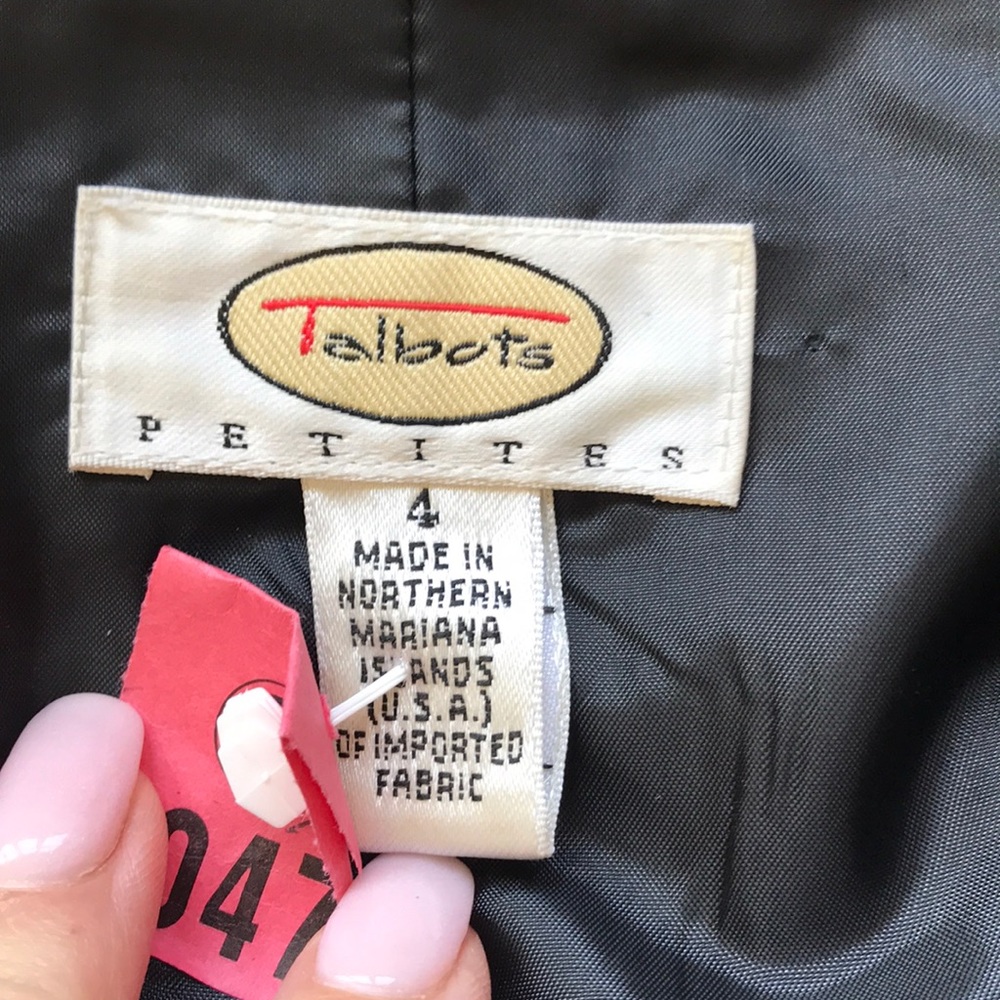 Talbots
PETITES
4
MADE IN
NORTHERN
MARIANA
ISLANDS
(U.S.A.)
OF IMPORTED
FABRIC
047